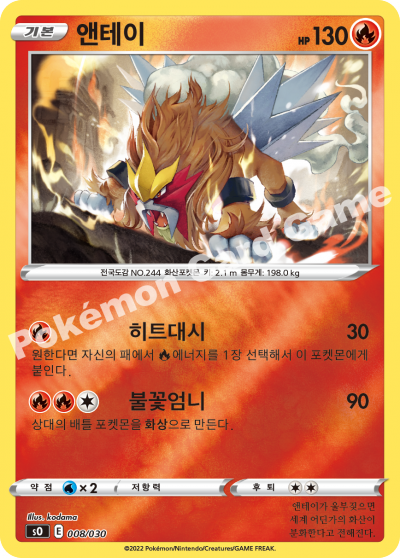 기본 앤테이 HP 130
전국도감 NO.244 화산포켓몬 키 2.1 m 몸무게: 198.0 kg
Pokémon Card Game
히트대시 30
원한다면 자신의 패에서 에너지를 1장 선택해서 이 포켓몬에게
붙인다.
불꽃엄니 90
상대의 배틀 포켓몬을 화상으로 만든다.
약점 ×2 저항력 후퇴
Illus. kodama
s0 E 008/030
앤테이가 울부짖으면
세계 어딘가의 화산이
분화한다고 전해진다.
©2022 Pokémon/Nintendo/Creatures/GAME FREAK.